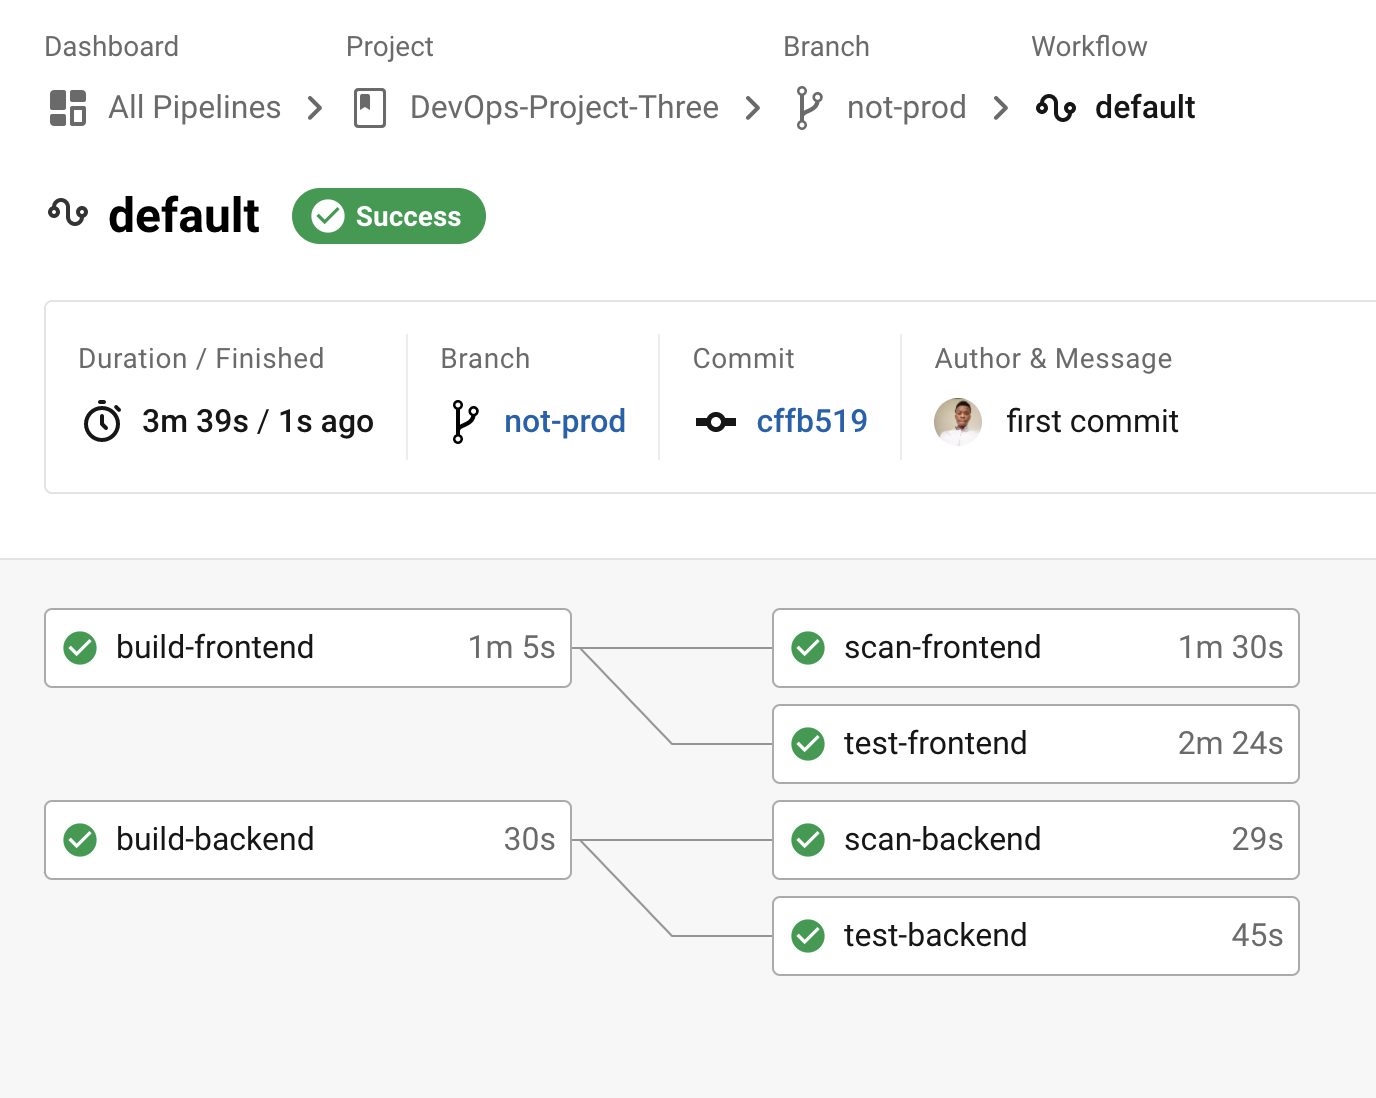 Dashboard Project Branch Workflow
All Pipelines DevOps-Project-Three not-prod default
default Success
Duration / Finished Branch Commit Author & Message
3m 39s / 1s ago not-prod cffb519 first commit
build-frontend 1m 5s scan-frontend 1m 30s
test-frontend 2m 24s
build-backend 30s scan-backend 29s
test-backend 45s